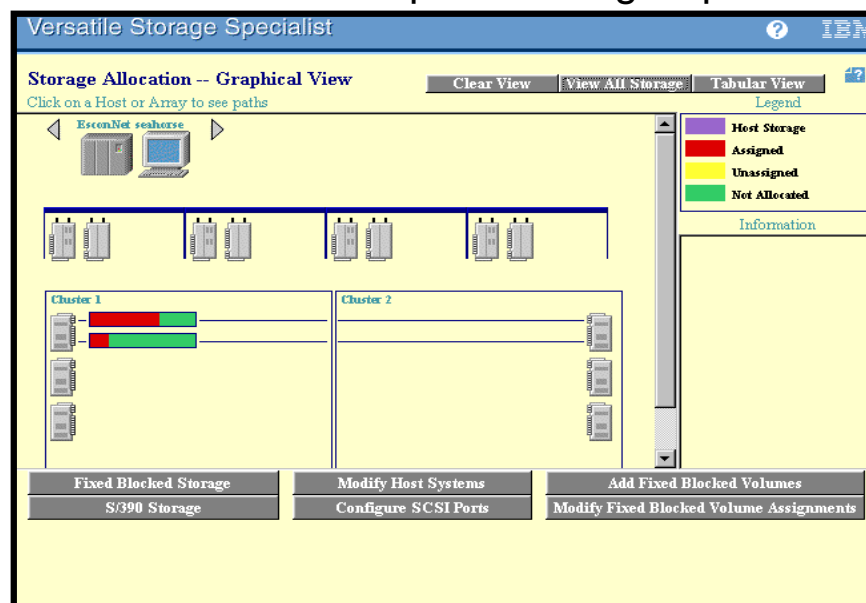 Versatile Storage Specialist
?
IBM
Storage Allocation -- Graphical View
Clear View
View All Storage
Tabular View
?
Click on a Host or Array to see paths
Legend
EsconNet seahorse
Host Storage
Assigned
Unassigned
Not Allocated
Information
Cluster 1
Cluster 2
Fixed Blocked Storage
Modify Host Systems
Add Fixed Blocked Volumes
S/390 Storage
Configure SCSI Ports
Modify Fixed Blocked Volume Assignments